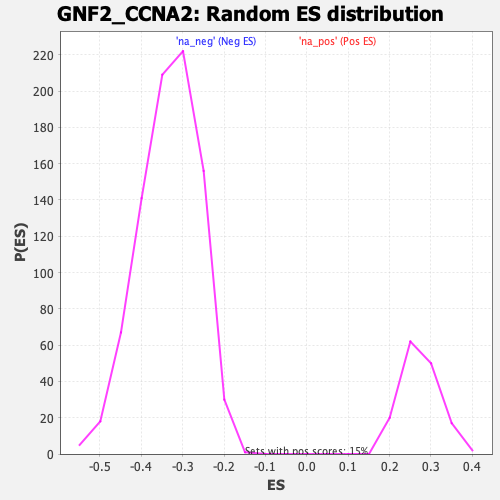 GNF2_CCNA2: Random ES distribution
'na_neg' (Neg ES) 'na_pos' (Pos ES)
220
200
180
160
140
120
100
80
60
40
20
0
P(ES)
Sets with pos scores: 15%
-0.5 -0.4 -0.3 -0.2 -0.1 0.0 0.1 0.2 0.3 0.4
ES